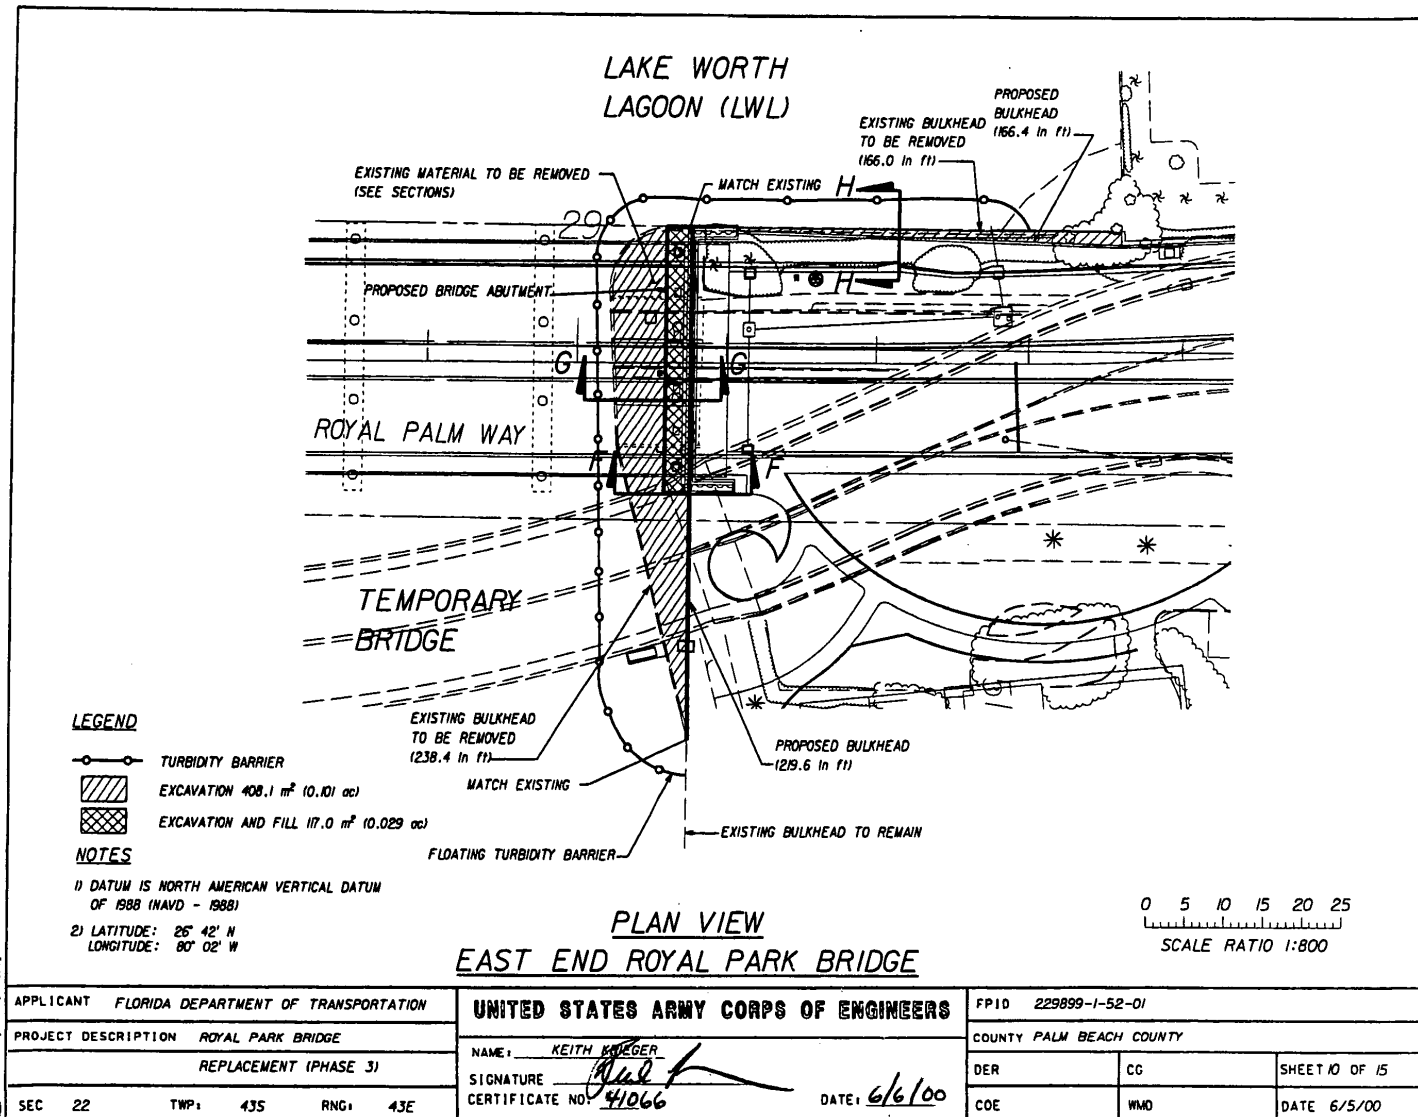 LAKE WORTH
LAGOON (LWL)
PROPOSED
BULKHEAD
(166.4 ln ft)
EXISTING BULKHEAD
TO BE REMOVED
(166.0 ln ft)
EXISTING MATERIAL TO BE REMOVED
(SEE SECTIONS)
MATCH EXISTING
H
29
PROPOSED BRIDGE ABUTMENT
H
G
G
ROYAL PALM WAY
F
F
TEMPORARY
BRIDGE
EXISTING BULKHEAD
TO BE REMOVED
(238.4 ln ft)
MATCH EXISTING
PROPOSED BULKHEAD
(219.6 ln ft)
EXISTING BULKHEAD TO REMAIN
FLOATING TURBIDITY BARRIER
LEGEND
TURBIDITY BARRIER
EXCAVATION 408.1 m² (0.101 ac)
EXCAVATION AND FILL 117.0 m² (0.029 ac)
NOTES
1) DATUM IS NORTH AMERICAN VERTICAL DATUM
OF 1988 (NAVD - 1988)
2) LATITUDE: 26° 42' N
LONGITUDE: 80° 02' W
PLAN VIEW
EAST END ROYAL PARK BRIDGE
0 5 10 15 20 25
SCALE RATIO 1:800
APPLICANT FLORIDA DEPARTMENT OF TRANSPORTATION
PROJECT DESCRIPTION ROYAL PARK BRIDGE
REPLACEMENT (PHASE 3)
SEC 22 TWP: 43S RNG: 43E
UNITED STATES ARMY CORPS OF ENGINEERS
NAME: KEITH KRIEGER
SIGNATURE
CERTIFICATE NO: 41066 DATE: 6/6/00
FPID 229899-1-52-01
COUNTY PALM BEACH COUNTY
DER CG SHEET 10 OF 15
COE WMD DATE 6/5/00